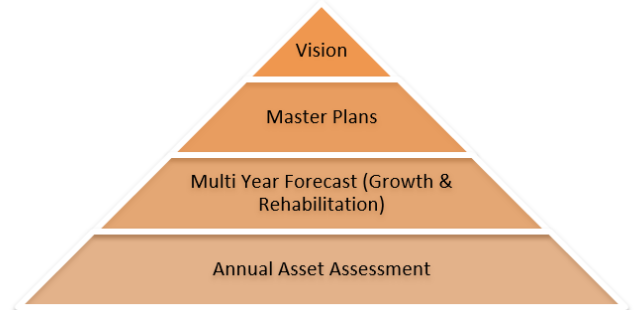 Vision
Master Plans
Multi Year Forecast (Growth &
Rehabilitation)
Annual Asset Assessment